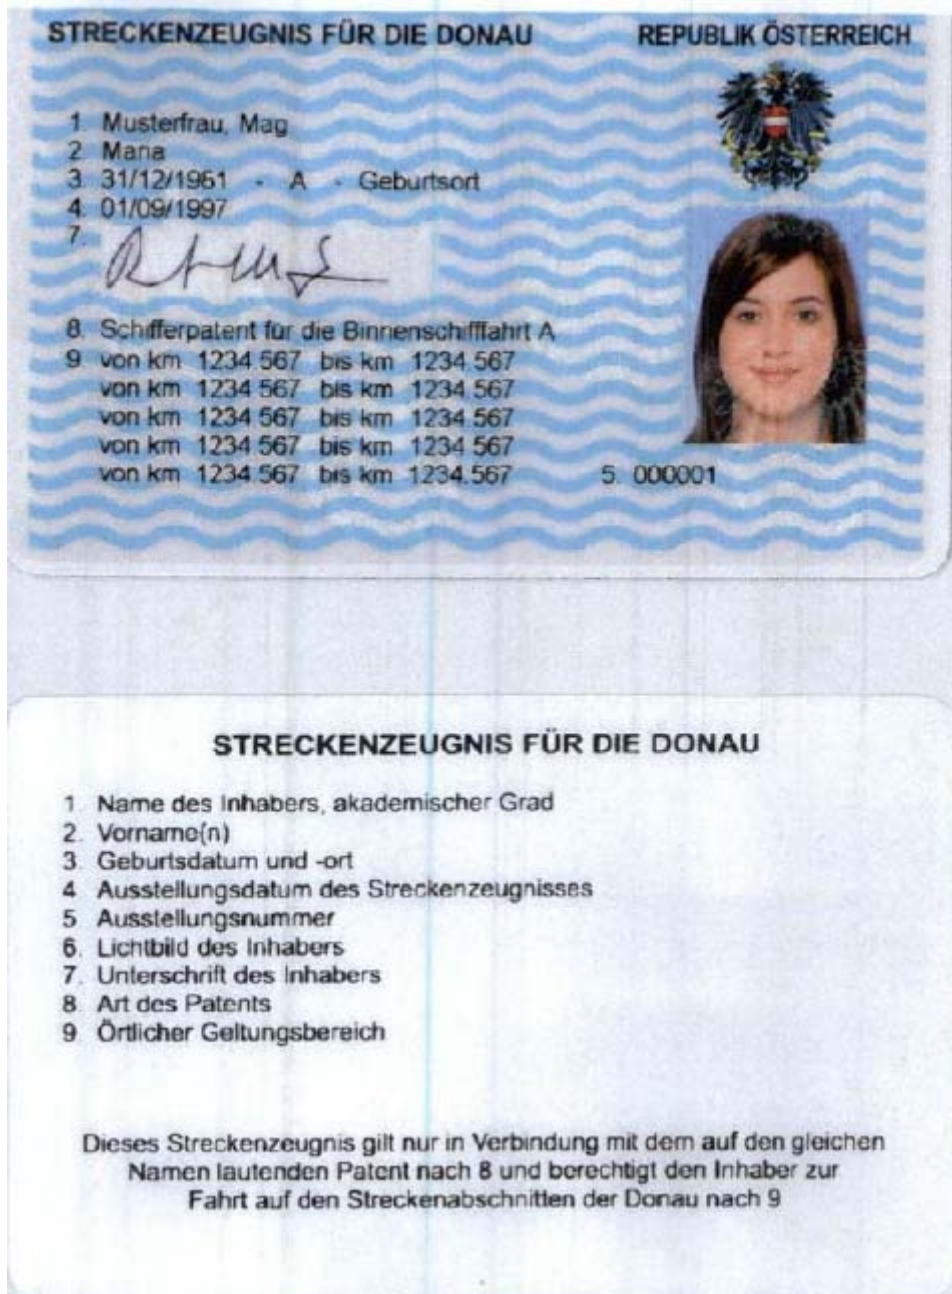 STRECKENZEUGNIS FÜR DIE DONAU REPUBLIK ÖSTERREICH
1. Musterfrau, Mag
2 Maria
3. 31/12/1961 - A - Geburtsort
4. 01/09/1997
7.
8. Schifferpatent für die Binnenschifffahrt A
9 von km 1234.567 bis km 1234.567
von km 1234.567 bis km 1234.567
von km 1234.567 bis km 1234.567
von km 1234.567 bis km 1234.567
von km 1234.567 bis km 1234.567 5. 000001
STRECKENZEUGNIS FÜR DIE DONAU
1. Name des Inhabers, akademischer Grad
2. Vorname(n)
3. Geburtsdatum und -ort
4 Ausstellungsdatum des Streckenzeugnisses
5 Ausstellungsnummer
6. Lichtbild des Inhabers
7. Unterschrift des Inhabers
8 Art des Patents
9. Örtlicher Geltungsbereich
Dieses Streckenzeugnis gilt nur in Verbindung mit dem auf den gleichen
Namen lautenden Patent nach 8 und berechtigt den Inhaber zur
Fahrt auf den Streckenabschnitten der Donau nach 9